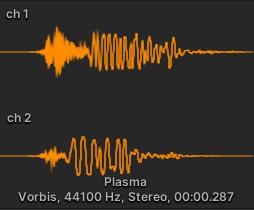 ch 1
ch 2
Plasma
Vorbis, 44100 Hz, Stereo, 00:00.287